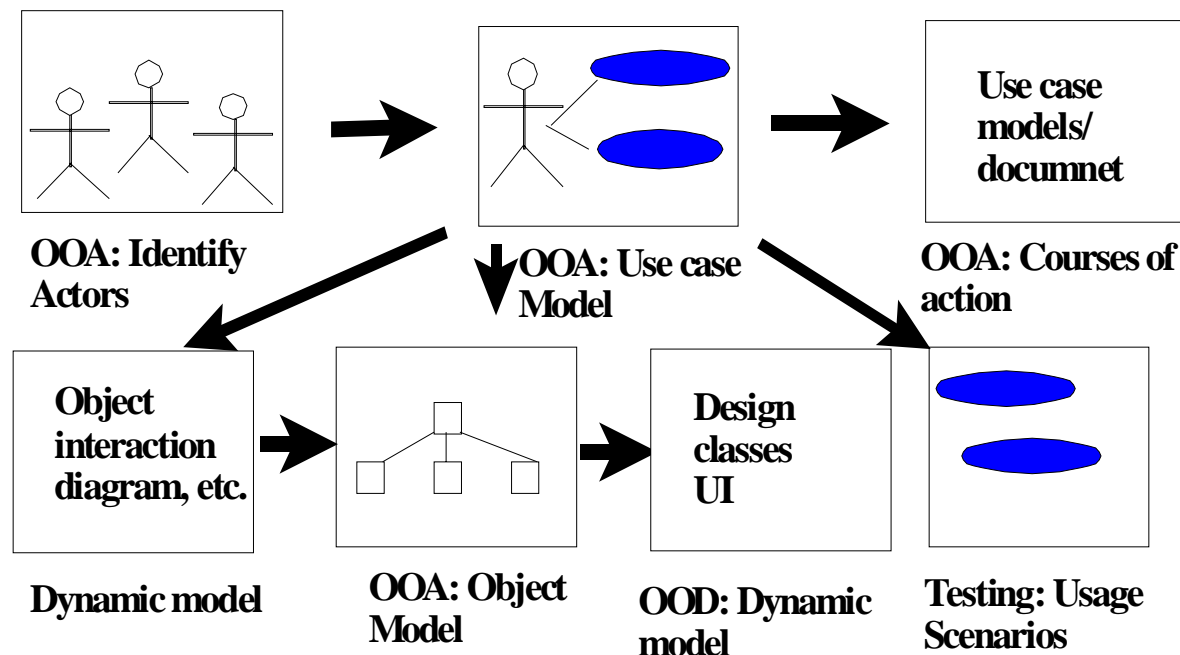 Use case
models/
documnet
OOA: Identify
Actors
OOA: Use case
Model
OOA: Courses of
action
Object
interaction
diagram, etc.
Design
classes
UI
Dynamic model
OOA: Object
Model
OOD: Dynamic
model
Testing: Usage
Scenarios